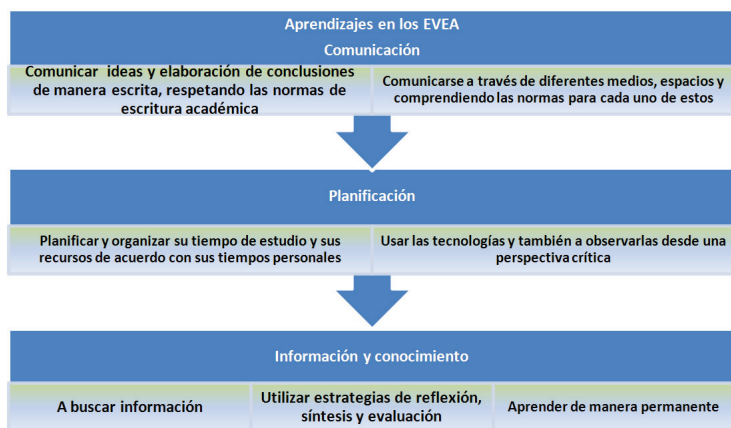 Aprendizajes en los EVEA
Comunicación
Comunicar ideas y elaboración de conclusiones
de manera escrita, respetando las normas de
escritura académica
Comunicarse a través de diferentes medios, espacios y
comprendiendo las normas para cada uno de estos
Planificación
Planificar y organizar su tiempo de estudio y sus
recursos de acuerdo con sus tiempos personales
Usar las tecnologías y también a observarlas desde una
perspectiva crítica
Información y conocimiento
A buscar información
Utilizar estrategias de reflexión,
síntesis y evaluación
Aprender de manera permanente